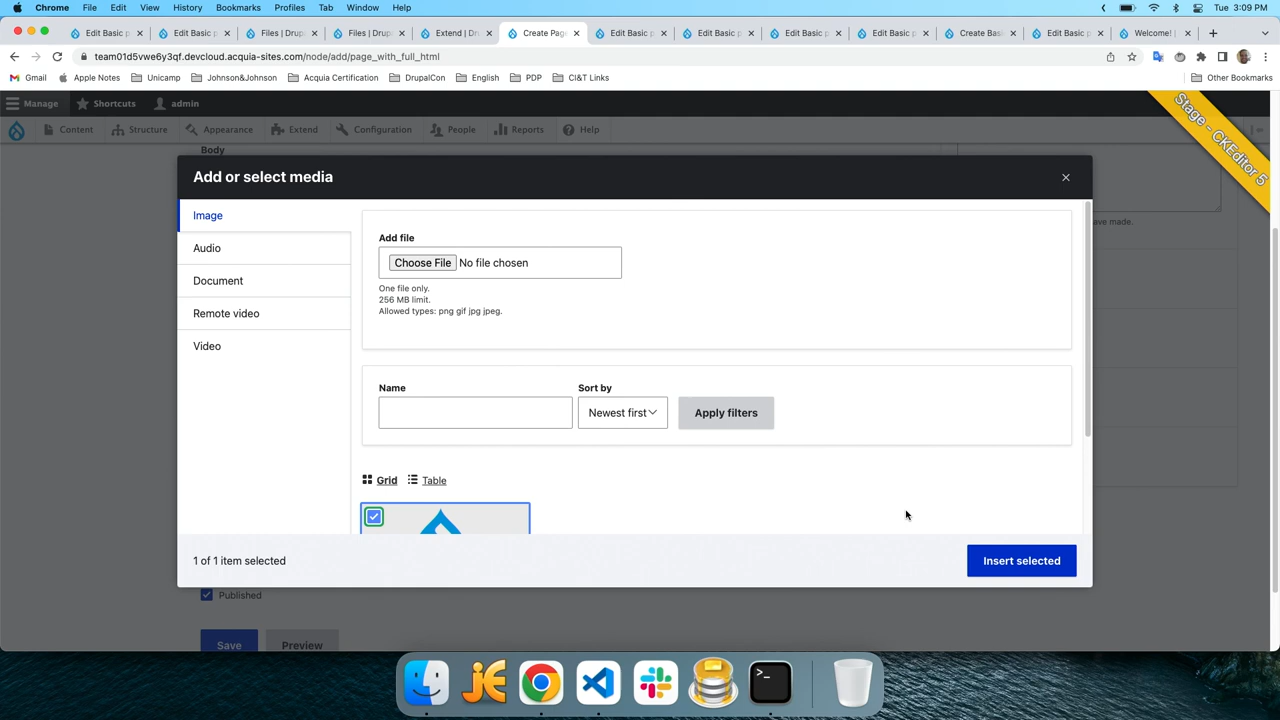 Chrome File Edit View History Bookmarks Profiles Tab Window Help Tue 3:09 PM
Edit Basic p Edit Basic p Files | Drup Files | Drup Extend | Dru Create Page Edit Basic p Edit Basic p Edit Basic p Edit Basic p Create Basi Edit Basic p Welcome! |
team01d5vwe6y3qf.devcloud.acquia-sites.com/node/add/page_with_full_html
Gmail Apple Notes Unicamp Johnson&Johnson Acquia Certification DrupalCon English PDP CI&T Links Other Bookmarks
Manage Shortcuts admin
Content Structure Appearance Extend Configuration People Reports Help
Stage - CKEditor 5
Body
Add or select media
Image
Audio
Document
Remote video
Video
Add file
Choose File No file chosen
One file only.
256 MB limit.
Allowed types: png gif jpg jpeg.
ave made.
Name Sort by
Newest first Apply filters
Grid Table
1 of 1 item selected Insert selected
Published
Save Preview